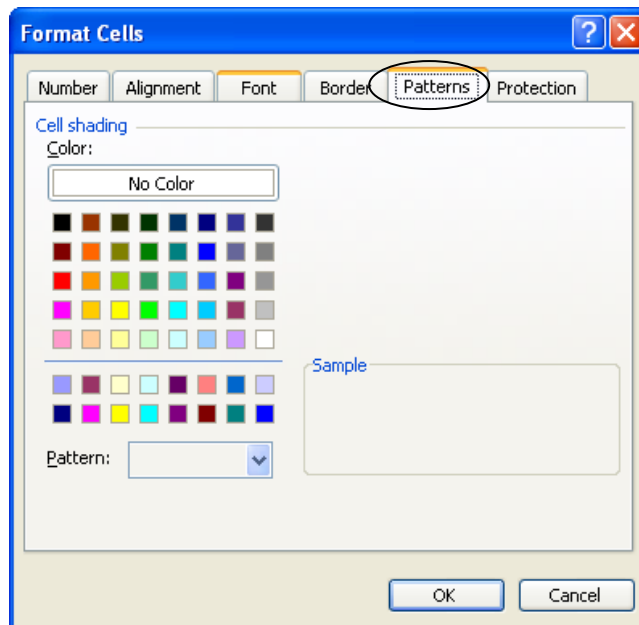 Format Cells
Number Alignment Font Border Patterns Protection
Cell shading
Color:
No Color
Sample
Pattern:
OK Cancel